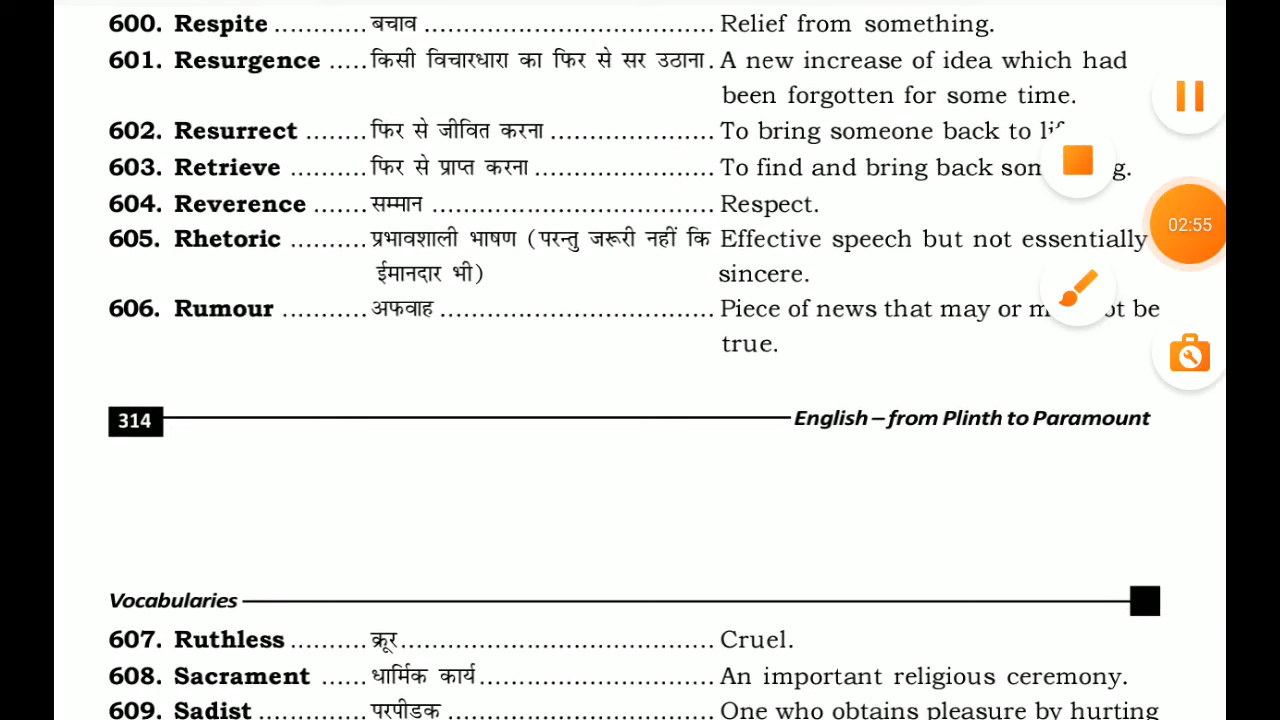 600. Respite ............ बचाव ..................................... Relief from something.
601. Resurgence ..... किसी विचारधारा का फिर से सर उठाना . A new increase of idea which had
been forgotten for some time.
602. Resurrect ........ फिर से जीवित करना ..................... To bring someone back to
603. Retrieve .......... फिर से प्राप्त करना ....................... To find and bring back
604. Reverence ....... सम्मान .................................... Respect.
605. Rhetoric .......... प्रभावशाली भाषण (परन्तु जरूरी नहीं कि Effective speech but not essentially
ईमानदार भी) sincere.
606. Rumour ........... अफवाह ................................... Piece of news that may or be
true.
02:55
314 English – from Plinth to Paramount
Vocabularies
607. Ruthless .......... क्रूर ........................................ Cruel.
608. Sacrament ...... धार्मिक कार्य .............................. An important religious ceremony.
609. Sadist .............. परपीडक .................................. One who obtains pleasure by hurting